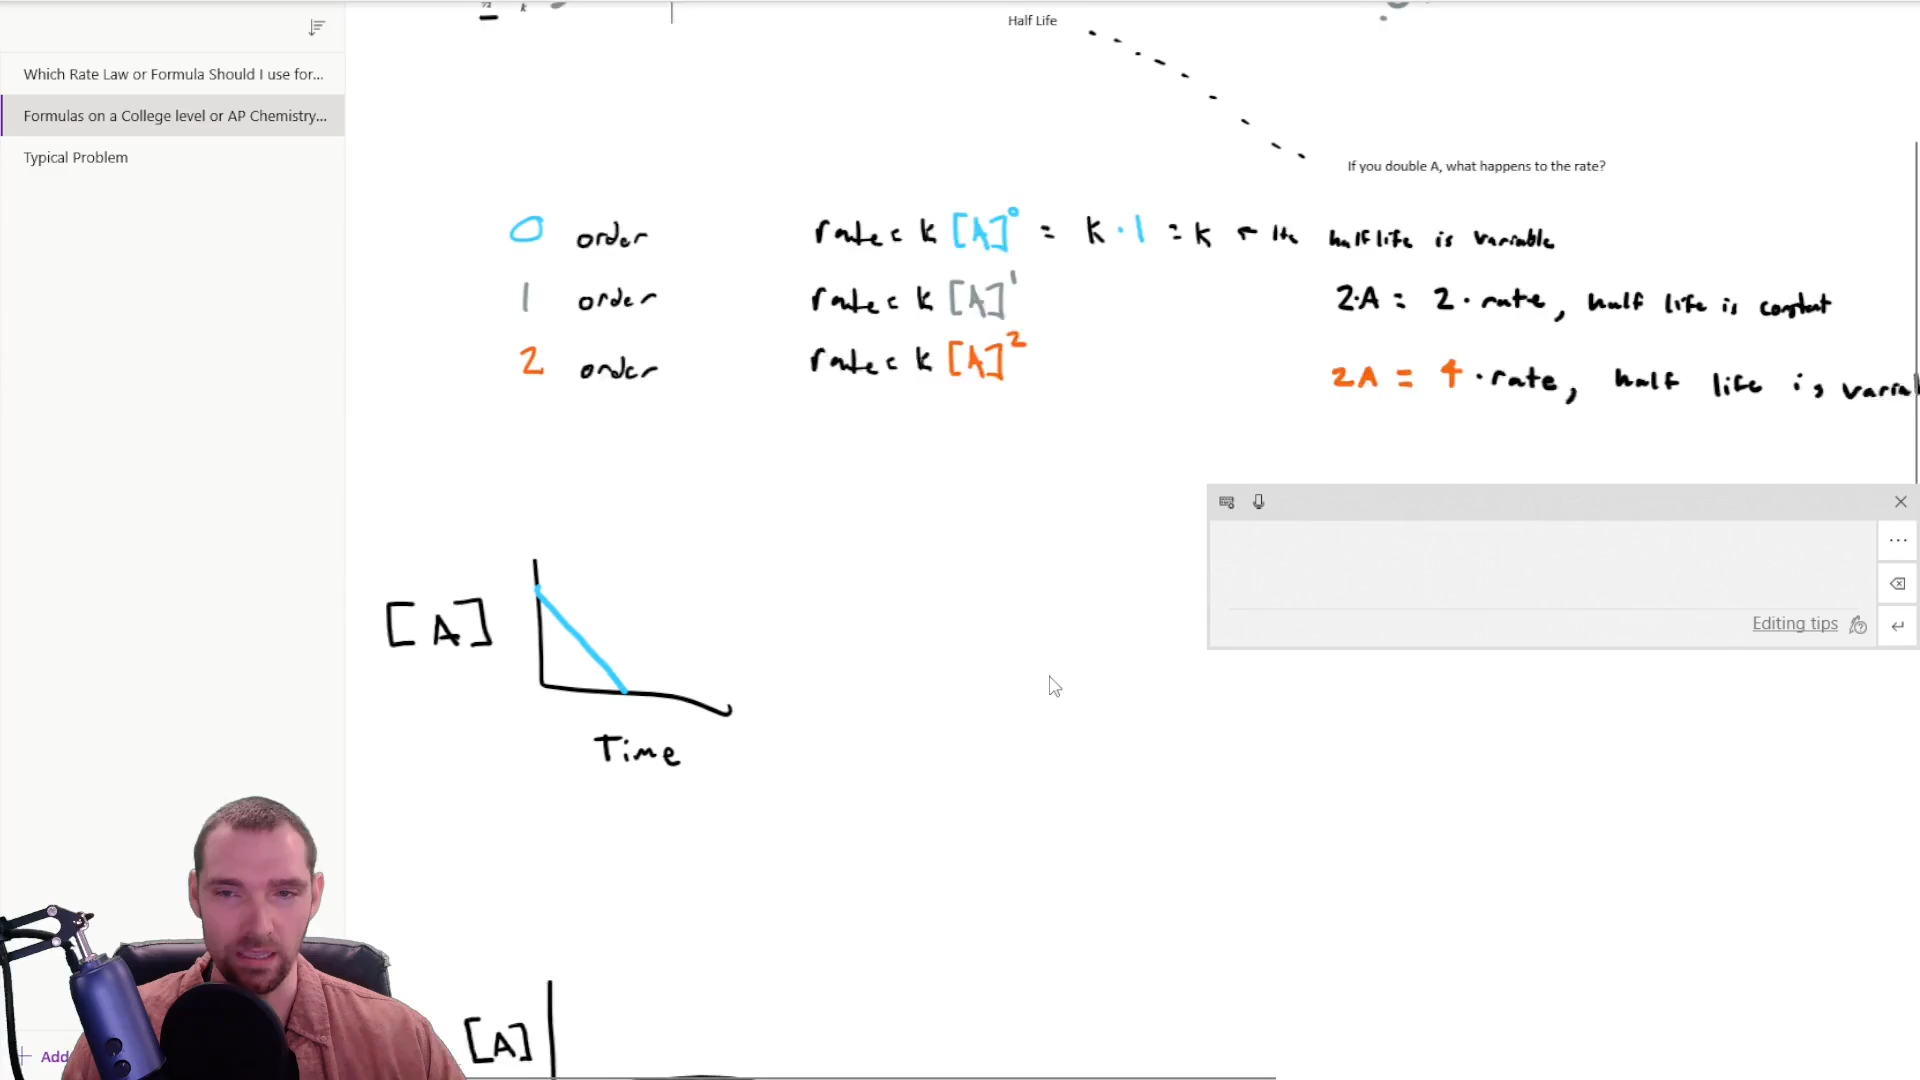 Half Life
Which Rate Law or Formula Should I use for...
Formulas on a College level or AP Chemistry...
Typical Problem
If you double A, what happens to the rate?
0 order rate = k [A]⁰ = k · 1 = k ← the half life is variable
1 order rate = k [A]¹ 2·A = 2 · rate, half life is constant
2 order rate = k [A]² 2A = 4 · rate, half life is varia
Editing tips
[A]
Time
[A]
+ Add